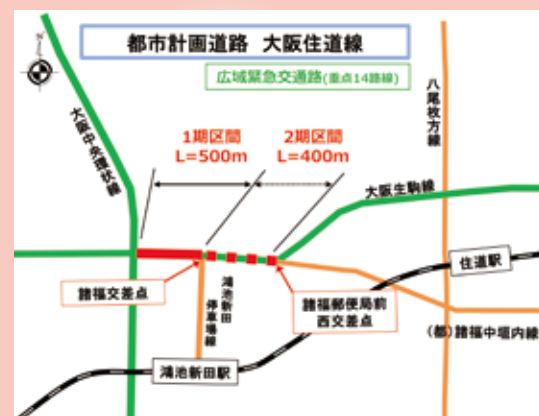 都市計画道路 大阪住道線
広域緊急交通路(重点14路線)
N
大阪中央環状線
八尾枚方線
1期区間
L=500m
2期区間
L=400m
大阪生駒線
住道駅
諸福交差点
鴻池新田
停車場線
諸福郵便局前
西交差点
(都)諸福中垣内線
鴻池新田駅